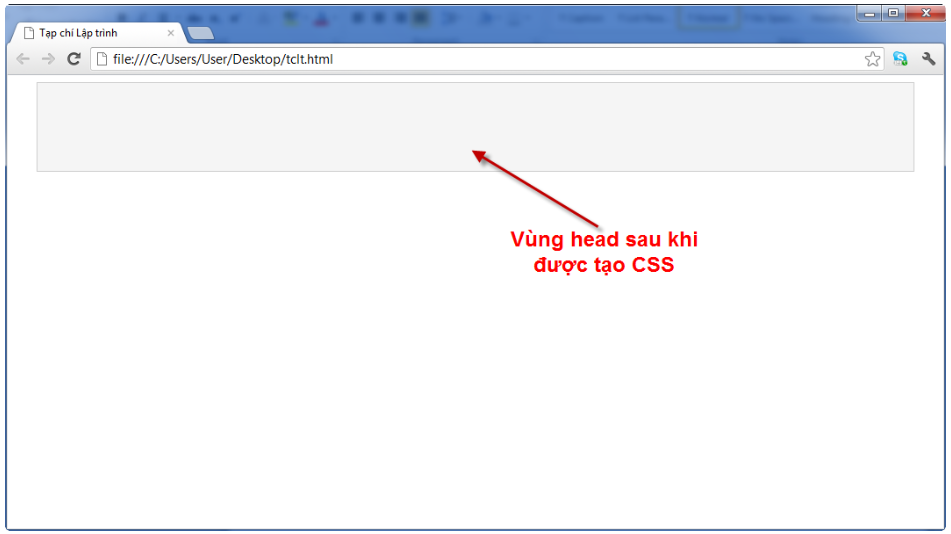 Tạp chí Lập trình
file:///C:/Users/User/Desktop/tclt.html
Vùng head sau khi
được tạo CSS